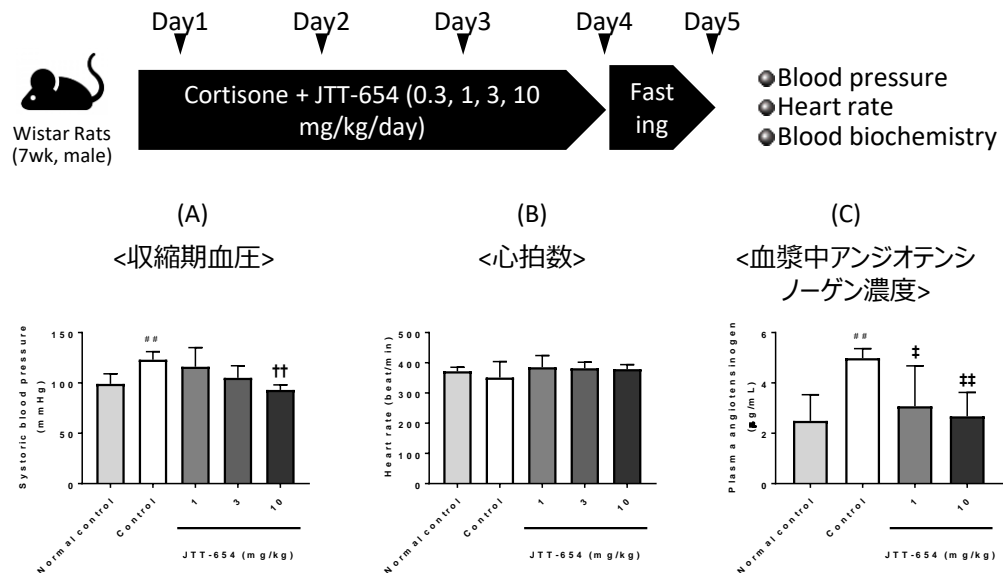 Day1 Day2 Day3 Day4 Day5
Cortisone + JTT-654 (0.3, 1, 3, 10
mg/kg/day)
Fast
ing
Wistar Rats
(7wk, male)
Blood pressure
Heart rate
Blood biochemistry
(A)
<収縮期血圧>
Systoric blood pressure
(mmHg)
150
100
50
0
##
††
Normal control
Control
1
3
10
JTT-654 (mg/kg)
(B)
<心拍数>
Heart rate (beat/min)
500
400
300
200
100
0
Normal control
Control
1
3
10
JTT-654 (mg/kg)
(C)
<血漿中アンジオテンシ
ノーゲン濃度>
Plasma angiotensinogen
(µg/mL)
6
4
2
0
##
‡
‡‡
Normal control
Control
1
10
JTT-654 (mg/kg)